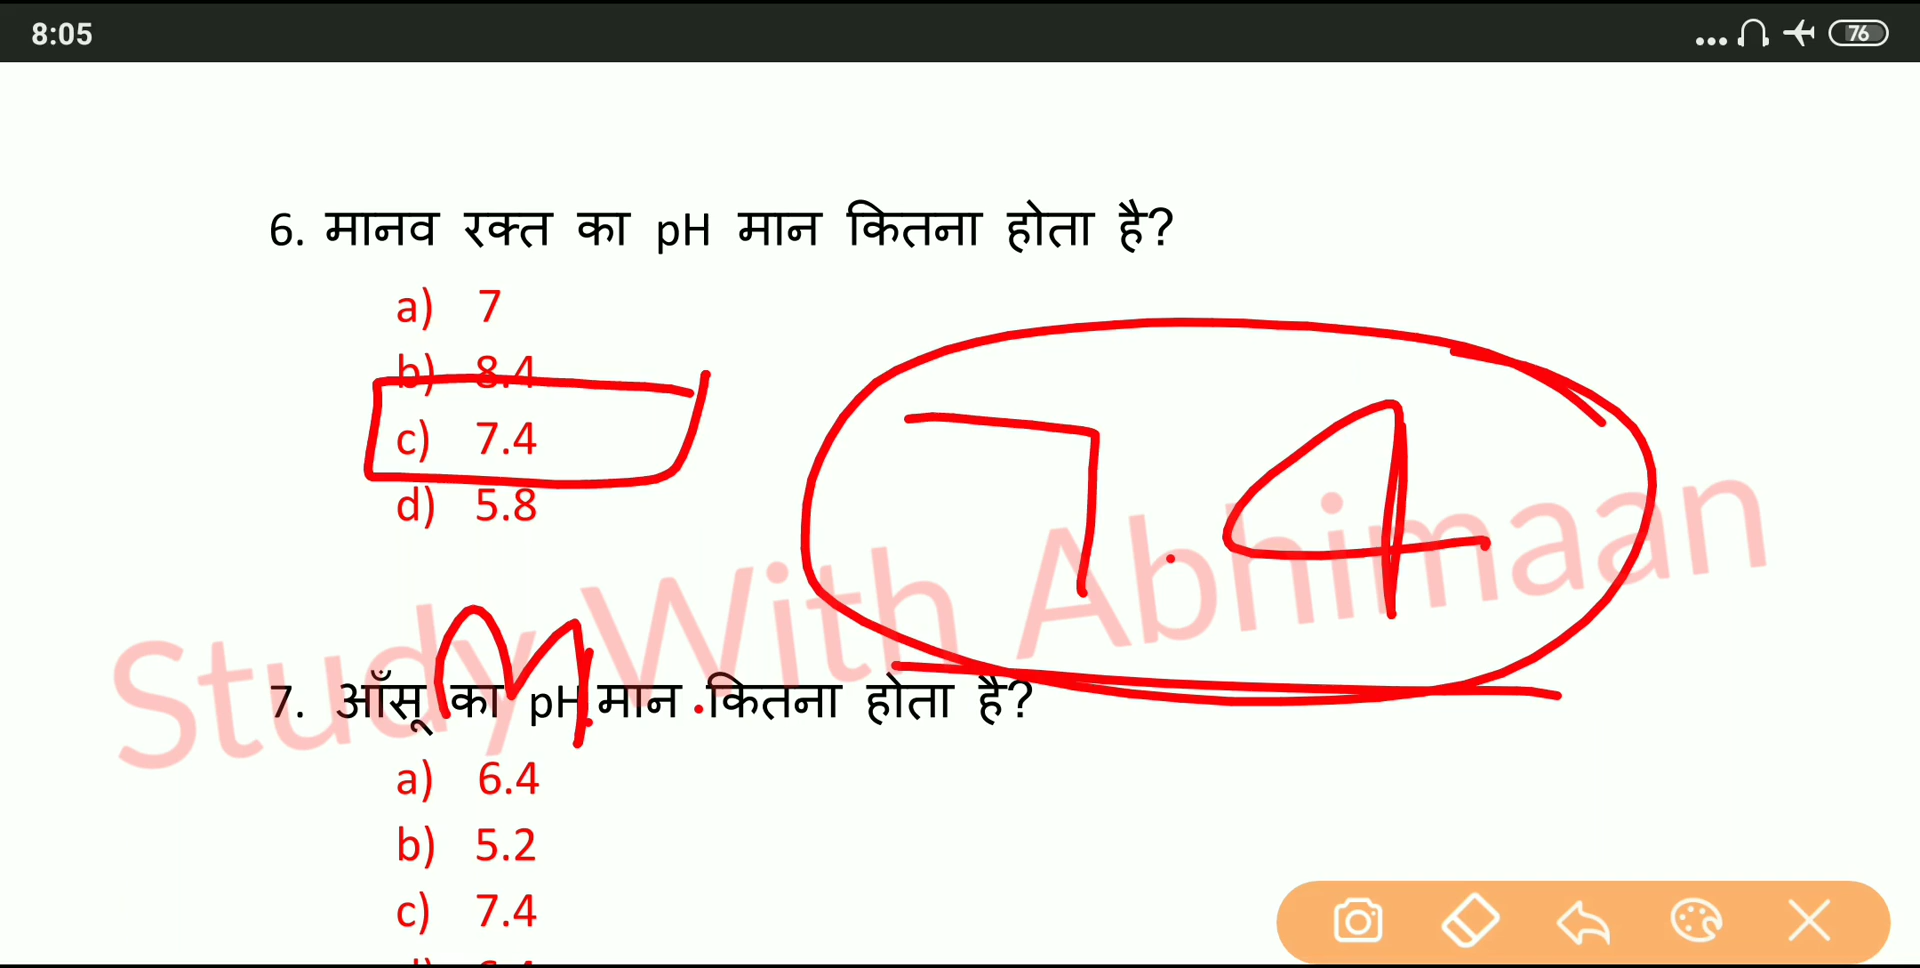 8:05
76
6. मानव रक्त का pH मान कितना होता है?
a) 7
b) 8.4
c) 7.4
d) 5.8
7.4
Study With Abhimaan
7. आँसू का pH मान कितना होता है?
a) 6.4
b) 5.2
c) 7.4